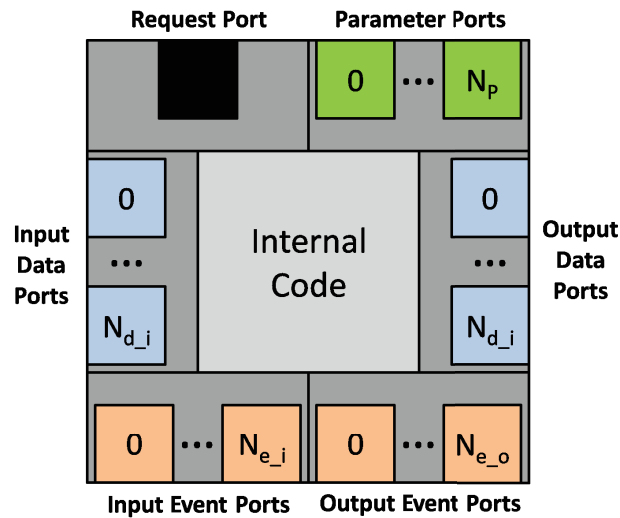 Request Port
Parameter Ports
0 ... N_P
0
0
Input
Data
Ports
...
Internal
Code
...
Output
Data
Ports
N_d_i
N_d_i
0 ... N_e_i
0 ... N_e_o
Input Event Ports
Output Event Ports